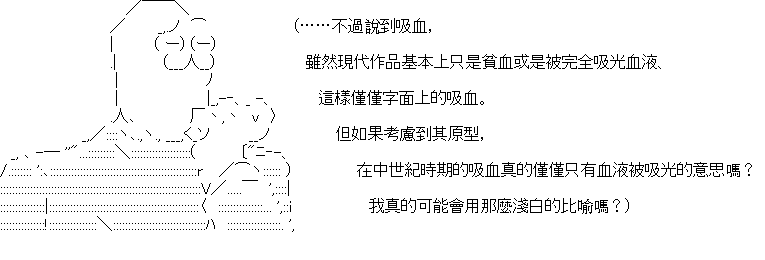 (……不過說到吸血,
雖然現代作品基本上只是貧血或是被完全吸光血液、
這樣僅僅字面上的吸血。
但如果考慮到其原型,
在中世紀時期的吸血真的僅僅只有血液被吸光的意思嗎？
我真的可能會用那麼淺白的比喻嗎？)